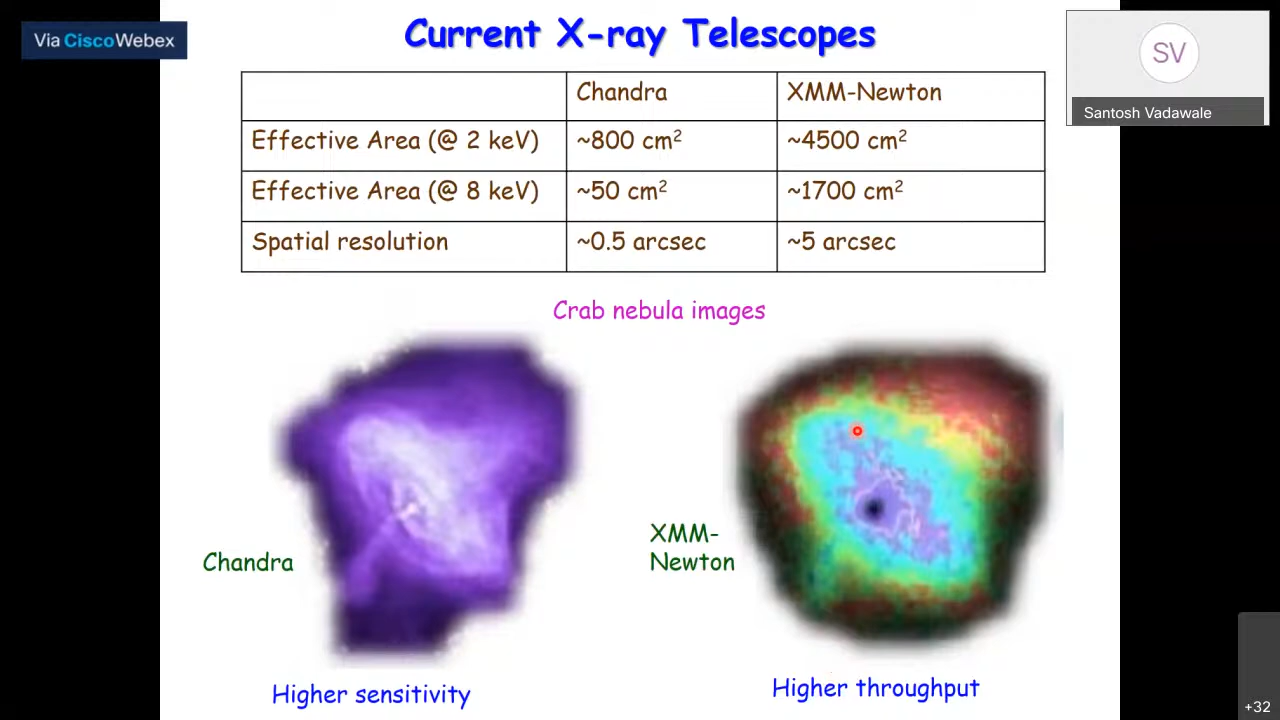 Via Cisco Webex
Current X-ray Telescopes
SV
Santosh Vadawale
Chandra XMM-Newton
Effective Area (@ 2 keV) ~800 cm² ~4500 cm²
Effective Area (@ 8 keV) ~50 cm² ~1700 cm²
Spatial resolution ~0.5 arcsec ~5 arcsec
Crab nebula images
Chandra
XMM-
Newton
Higher sensitivity
Higher throughput
+32